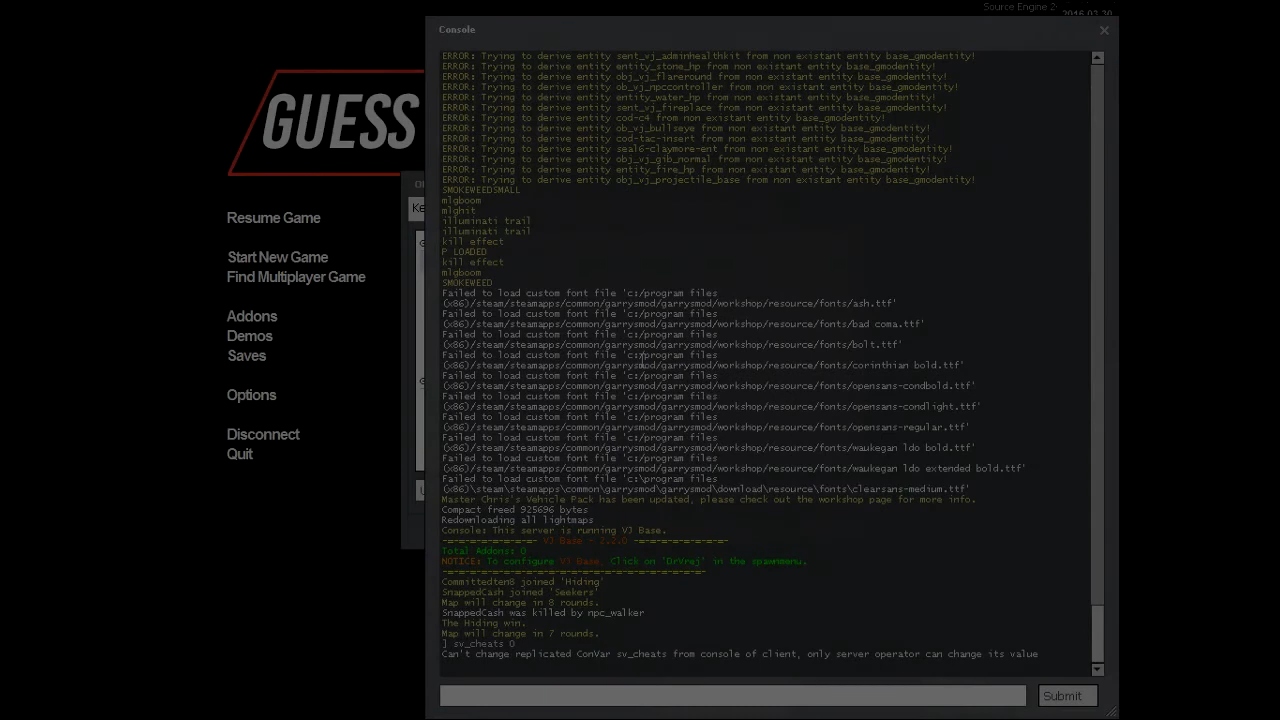 Source Engine 2
2016.07.30
Console
ERROR: Trying to derive entity sent_vj_adminhealthkit from non existant entity base_gmodentity!
ERROR: Trying to derive entity entity_stone_hp from non existant entity base_gmodentity!
ERROR: Trying to derive entity obj_vj_flareround from non existant entity base_gmodentity!
ERROR: Trying to derive entity ob_vj_npccontroller from non existant entity base_gmodentity!
ERROR: Trying to derive entity entity_water_hp from non existant entity base_gmodentity!
ERROR: Trying to derive entity sent_vj_fireplace from non existant entity base_gmodentity!
ERROR: Trying to derive entity cod-c4 from non existant entity base_gmodentity!
ERROR: Trying to derive entity ob_vj_bullseye from non existant entity base_gmodentity!
ERROR: Trying to derive entity cod-tac-insert from non existant entity base_gmodentity!
ERROR: Trying to derive entity seal6-claymore-ent from non existant entity base_gmodentity!
ERROR: Trying to derive entity obj_vj_gib_normal from non existant entity base_gmodentity!
ERROR: Trying to derive entity entity_fire_hp from non existant entity base_gmodentity!
ERROR: Trying to derive entity obj_vj_projectile_base from non existant entity base_gmodentity!
SMOKEWEEDSMALL
mlgboom
mlghit
illuminati trail
illuminati trail
kill effect
P LOADED
kill effect
mlgboom
SMOKEWEED
Failed to load custom font file 'c:/program files
(x86)/steam/steamapps/common/garrysmod/garrysmod/workshop/resource/fonts/ash.ttf'
Failed to load custom font file 'c:/program files
(x86)/steam/steamapps/common/garrysmod/garrysmod/workshop/resource/fonts/bad coma.ttf'
Failed to load custom font file 'c:/program files
(x86)/steam/steamapps/common/garrysmod/garrysmod/workshop/resource/fonts/bolt.ttf'
Failed to load custom font file 'c:/program files
(x86)/steam/steamapps/common/garrysmod/garrysmod/workshop/resource/fonts/corinthian bold.ttf'
Failed to load custom font file 'c:/program files
(x86)/steam/steamapps/common/garrysmod/garrysmod/workshop/resource/fonts/opensans-condbold.ttf'
Failed to load custom font file 'c:/program files
(x86)/steam/steamapps/common/garrysmod/garrysmod/workshop/resource/fonts/opensans-condlight.ttf'
Failed to load custom font file 'c:/program files
(x86)/steam/steamapps/common/garrysmod/garrysmod/workshop/resource/fonts/opensans-regular.ttf'
Failed to load custom font file 'c:/program files
(x86)/steam/steamapps/common/garrysmod/garrysmod/workshop/resource/fonts/waukegan ldo bold.ttf'
Failed to load custom font file 'c:/program files
(x86)/steam/steamapps/common/garrysmod/garrysmod/workshop/resource/fonts/waukegan ldo extended bold.ttf'
Failed to load custom font file 'c:\program files
(x86)\steam\steamapps\common\garrysmod\garrysmod\download\resource\fonts\clearsans-medium.ttf'
Master Chris's Vehicle Pack has been updated, please check out the workshop page for more info.
Compact freed 925696 bytes
Redownloading all lightmaps
Console: This server is running VJ Base.
-=-=-=-=-=-=-=-=- VJ Base - 2.2.0 -=-=-=-=-=-=-=-=-
Total Addons: 0
NOTICE: To configure VJ Base, Click on 'DrVrej' in the spawnmenu.
-=-=-=-=-=-=-=-=-=-=-=-=-=-=-=-=-=-=-=-=-=-=-=-
Committedten8 joined 'Hiding'
SnappedCash joined 'Seekers'
Map will change in 8 rounds.
SnappedCash was killed by npc_walker
The Hiding win.
Map will change in 7 rounds.
] sv_cheats 0
Can't change replicated ConVar sv_cheats from console of client, only server operator can change its value
Submit
GUESS
Resume Game
Start New Game
Find Multiplayer Game
Addons
Demos
Saves
Options
Disconnect
Quit